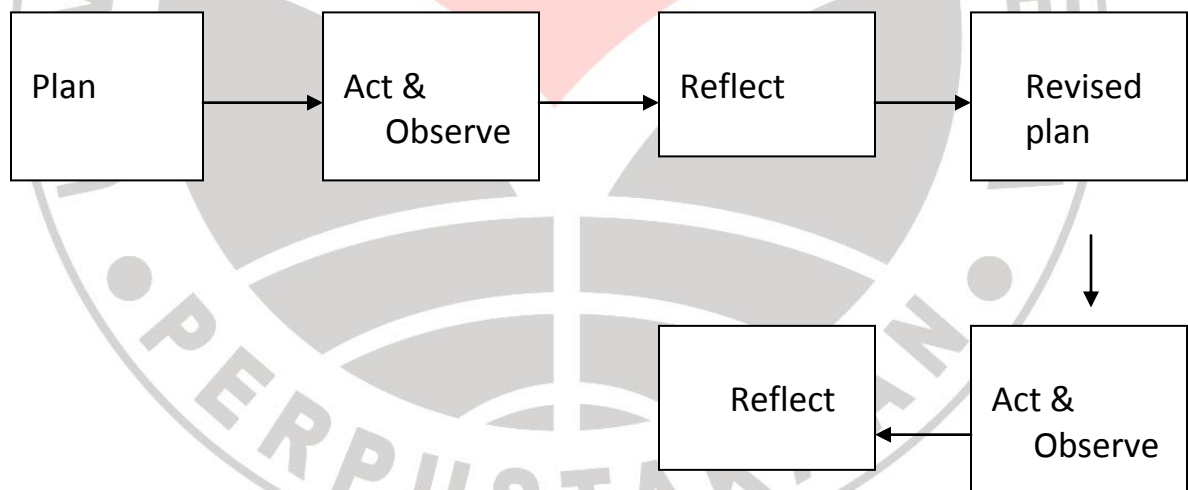 Plan
Act &
Observe
Reflect
Revised
plan
Reflect
Act &
Observe
PERPUSTAKAAN